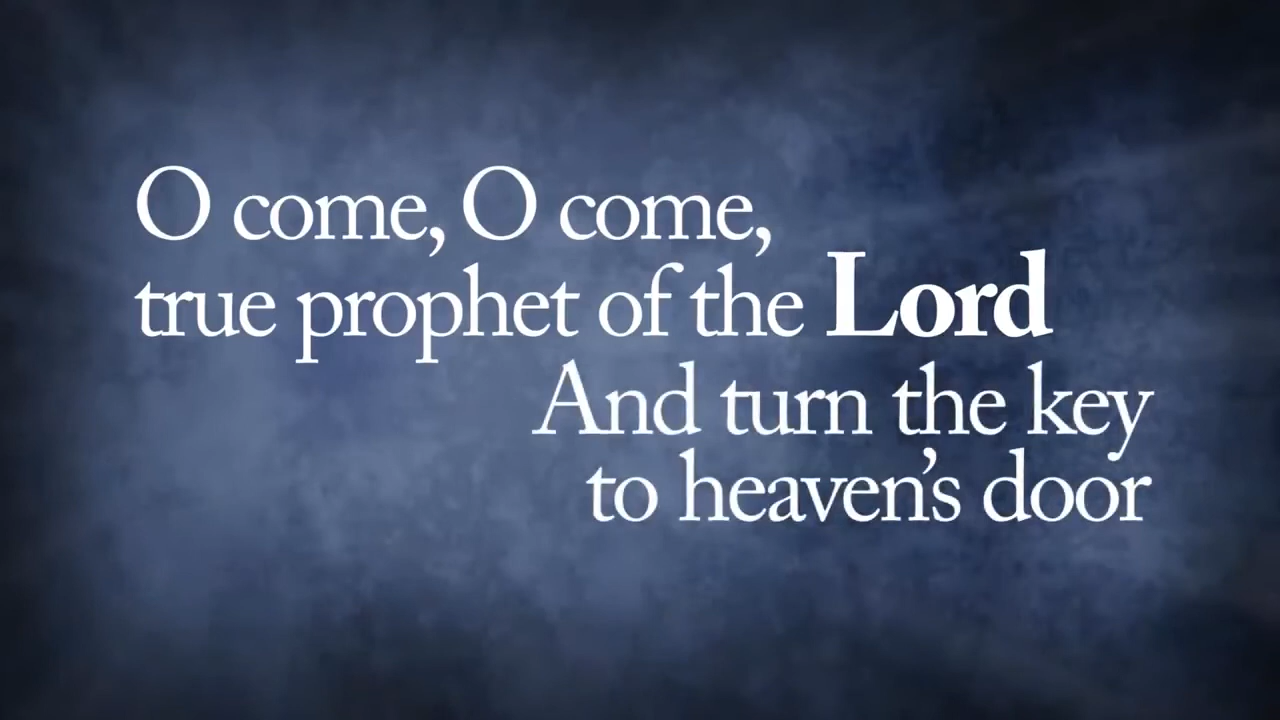 O come, O come,
true prophet of the Lord
And turn the key
to heaven's door